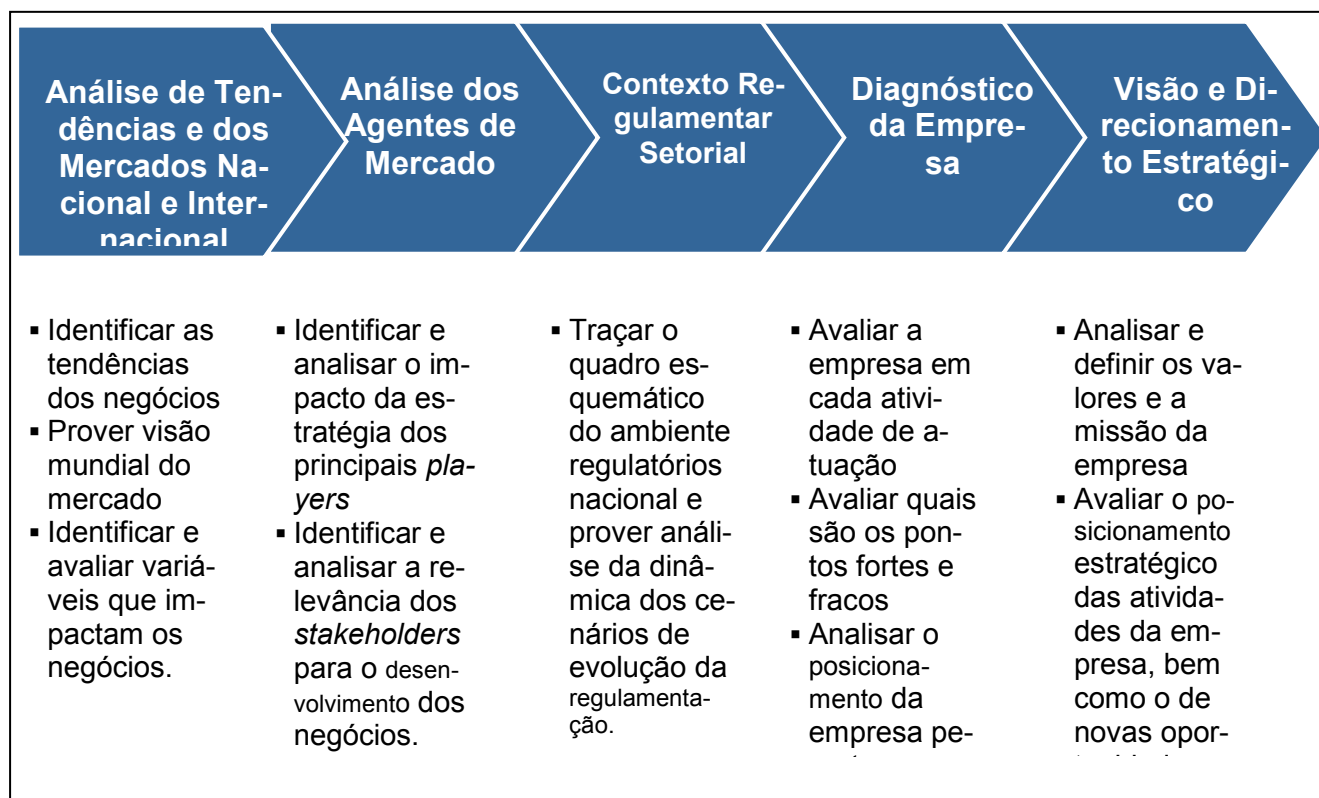 Análise de Ten-
dências e dos
Mercados Na-
cional e Inter-
nacional
Análise dos
Agentes de
Mercado
Contexto Re-
gulamentar
Setorial
Diagnóstico
da Empre-
sa
Visão e Di-
recionamen-
to Estratégi-
co
▪ Identificar as
tendências
dos negócios
▪ Prover visão
mundial do
mercado
▪ Identificar e
avaliar variá-
veis que im-
pactam os
negócios.
▪ Identificar e
analisar o im-
pacto da es-
tratégia dos
principais pla-
yers
▪ Identificar e
analisar a re-
levância dos
stakeholders
para o desen-
volvimento dos
negócios.
▪ Traçar o
quadro es-
quemático
do ambiente
regulatórios
nacional e
prover análi-
se da dinâ-
mica dos ce-
nários de
evolução da
regulamenta-
ção.
▪ Avaliar a
empresa em
cada ativi-
dade de a-
tuação
▪ Avaliar quais
são os pon-
tos fortes e
fracos
▪ Analisar o
posiciona-
mento da
empresa pe-
▪ Analisar e
definir os va-
lores e a
missão da
empresa
▪ Avaliar o po-
sicionamento
estratégico
das ativida-
des da em-
presa, bem
como o de
novas opor-